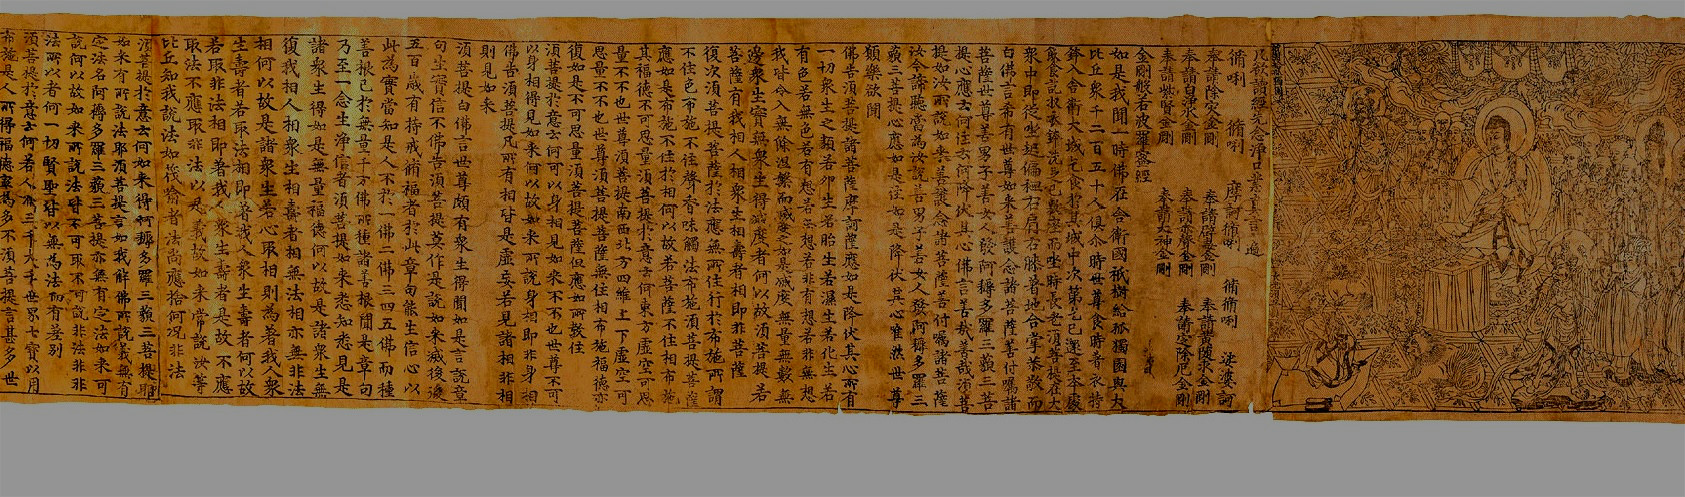 凡欲讀經先念淨口業真言一遍
脩唎 脩唎 摩訶脩唎 脩脩唎 娑婆訶
奉請除灾金剛 奉請辟毒金剛 奉請黃隨求金剛
奉請白淨水金剛 奉請赤聲金剛 奉請定除厄金剛
奉請紫賢金剛 奉請大神金剛
金剛般若波羅蜜經
如是我聞一時佛在舍衛國祇樹給孤獨園與大
比丘衆千二百五十人俱尒時世尊食時著衣持
鉢入舍衛大城乞食於其城中次第乞已還至本處
飯食訖收衣鉢洗足已敷座而坐時長老須菩提在大
衆中即從座起偏袒右肩右膝著地合掌恭敬而
白佛言希有世尊如来善護念諸菩薩善付囑諸
菩薩世尊善男子善女人發阿耨多羅三藐三菩
提心應云何住云何降伏其心佛言善哉善哉須菩
提如汝所說如来善護念諸菩薩善付囑諸菩薩
汝今諦聽當為汝說善男子善女人發阿耨多羅三
藐三菩提心應如是住如是降伏其心唯然世尊
願樂欲聞
佛告須菩提諸菩薩摩訶薩應如是降伏其心所有
一切衆生之類若卵生若胎生若濕生若化生若
有色若無色若有想若無想若非有想若非無想
我皆令入無餘涅槃而滅度之如是滅度無量無數無
邊衆生實無衆生得滅度者何以故須菩提若
菩薩有我相人相衆生相壽者相即非菩薩
復次須菩提菩薩於法應無所住行於布施所謂
不住色布施不住聲香味觸法布施須菩提菩薩
應如是布施不住於相何以故若菩薩不住相布施
其福德不可思量須菩提於意云何東方虛空可思
量不不也世尊須菩提南西北方四維上下虛空可
思量不不也世尊須菩提菩薩無住相布施福德亦
復如是不可思量須菩提菩薩但應如所教住
須菩提於意云何可以身相見如来不不也世尊不可
以身相得見如来何以故如来所說身相即非身相
佛告須菩提凡所有相皆是虛妄若見諸相非相
則見如来
須菩提白佛言世尊頗有衆生得聞如是言說章
句生實信不佛告須菩提莫作是說如来滅後後
五百歲有持戒脩福者於此章句能生信心以
此為實當知是人不於一佛二佛三四五佛而種
善根已於無量千万佛所種諸善根聞是章句
乃至一念生淨信者須菩提如来悉知悉見是
諸衆生得如是無量福德何以故是諸衆生無
復我相人相衆生相壽者相無法相亦無非法
相何以故是諸衆生若心取相則為著我人衆
生壽者若取法相即著我人衆生壽者何以故
若取非法相即著我人衆生壽者是故不應
取法不應取非法以是義故如来常說汝等
比丘知我說法如筏喻者法尚應捨何況非法
須菩提於意云何如来得阿耨多羅三藐三菩提耶
如来有所說法耶須菩提言如我解佛所說義無有
定法名阿耨多羅三藐三菩提亦無有定法如来可
說何以故如来所說法皆不可取不可說非法非非
法所以者何一切賢聖皆以無為法而有差別
須菩提於意云何若人滿三千大千世界七寶以用
布施是人所得福德寧為多不須菩提言甚多世